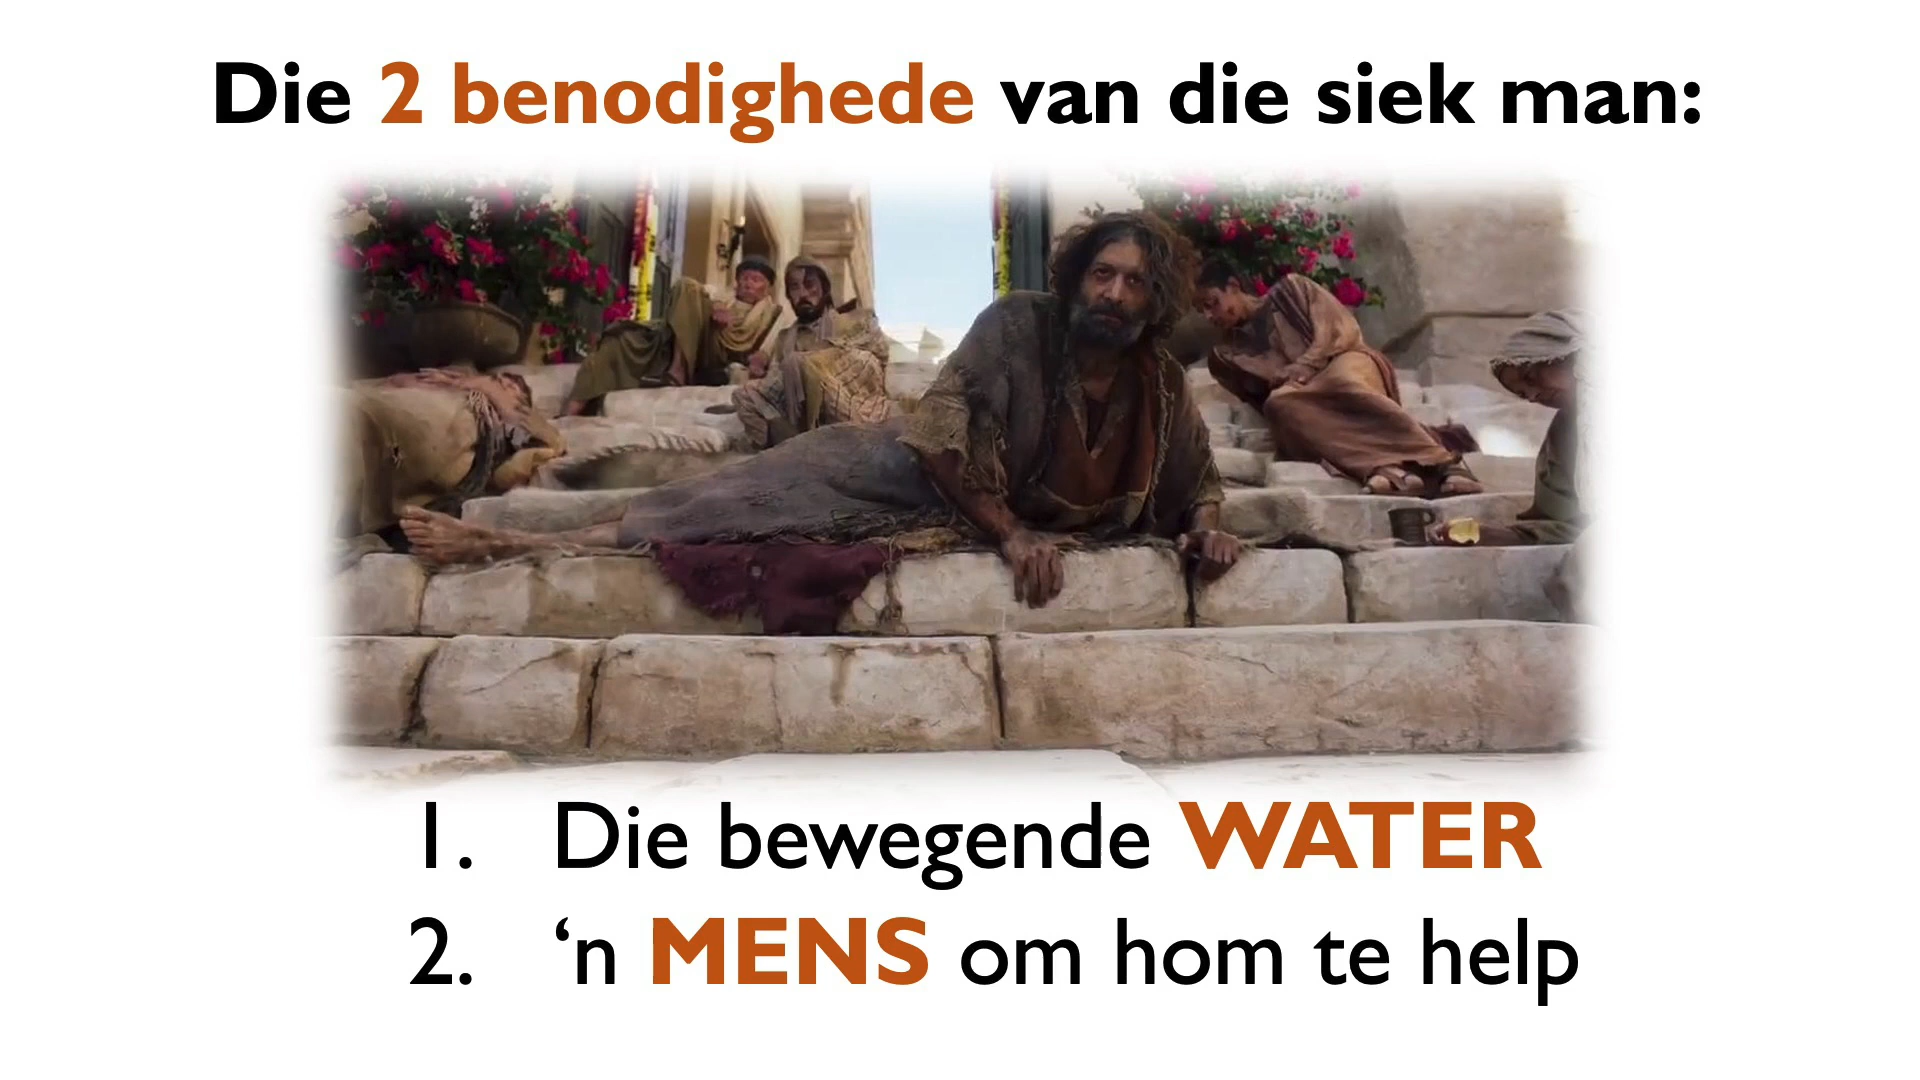 Die 2 benodighede van die siek man:
1. Die bewegende WATER
2. ‘n MENS om hom te help